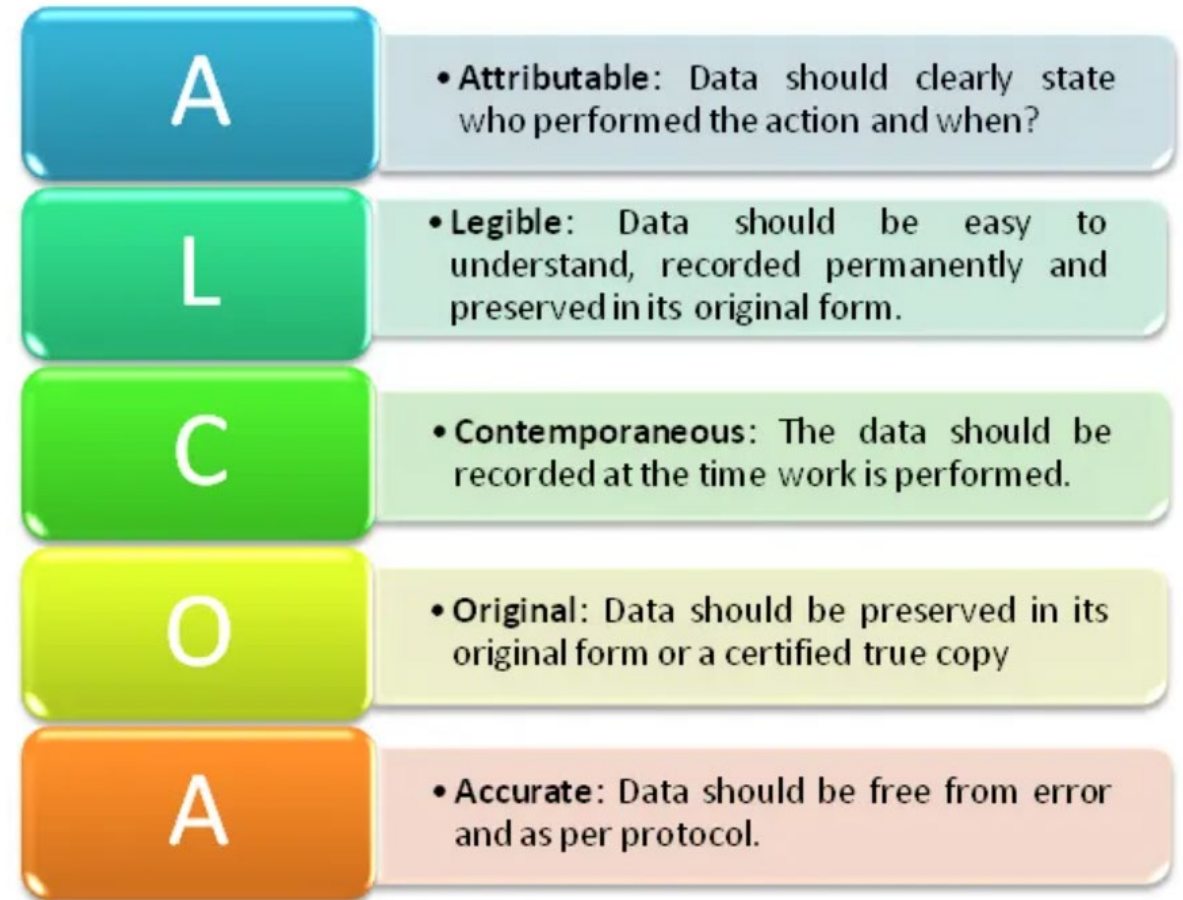 A
• Attributable: Data should clearly state
who performed the action and when?
L
• Legible: Data should be easy to
understand, recorded permanently and
preserved in its original form.
C
• Contemporaneous: The data should be
recorded at the time work is performed.
O
• Original: Data should be preserved in its
original form or a certified true copy
A
• Accurate: Data should be free from error
and as per protocol.